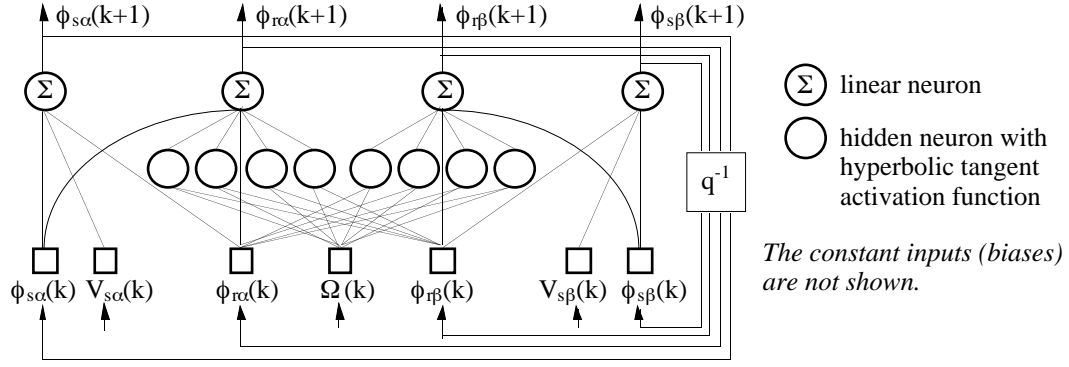 ϕsα(k+1) ϕrα(k+1) ϕrβ(k+1) ϕsβ(k+1)
Σ Σ Σ Σ
Σ linear neuron
hidden neuron with
hyperbolic tangent
activation function
q-1
The constant inputs (biases)
are not shown.
ϕsα(k) Vsα(k) ϕrα(k) Ω(k) ϕrβ(k) Vsβ(k) ϕsβ(k)